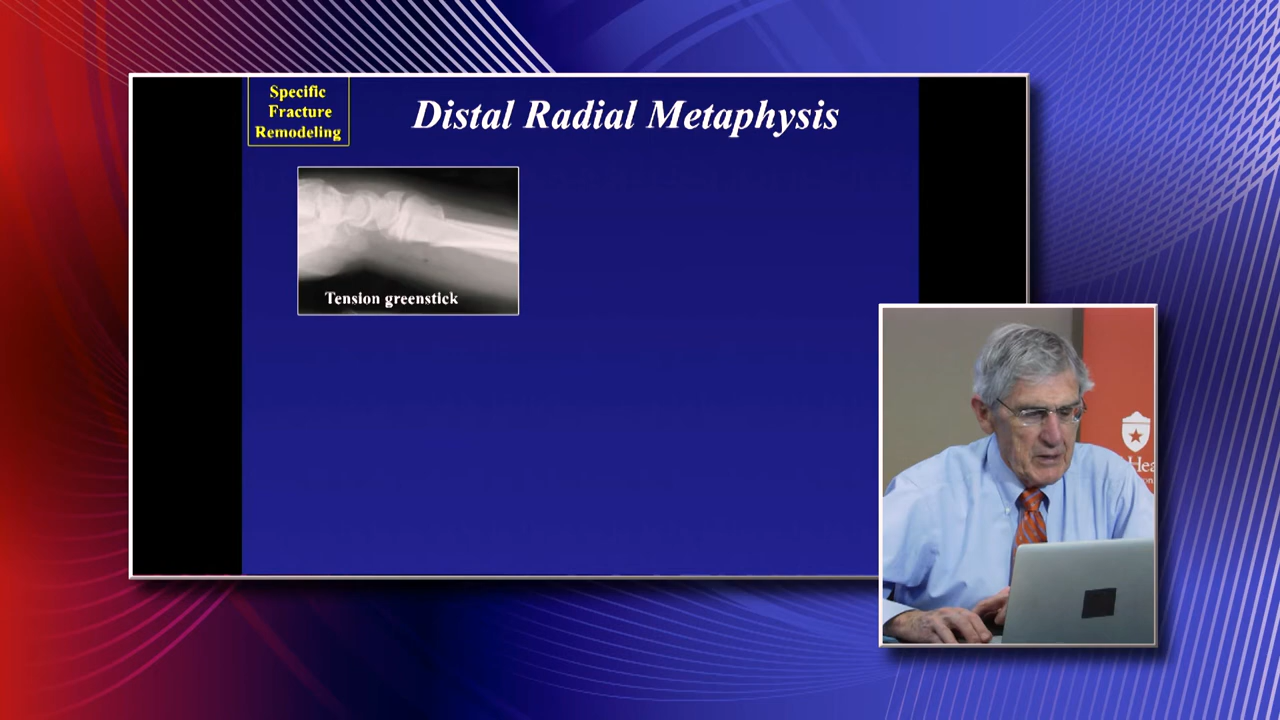 Specific
Fracture
Remodeling
Distal Radial Metaphysis
Tension greenstick